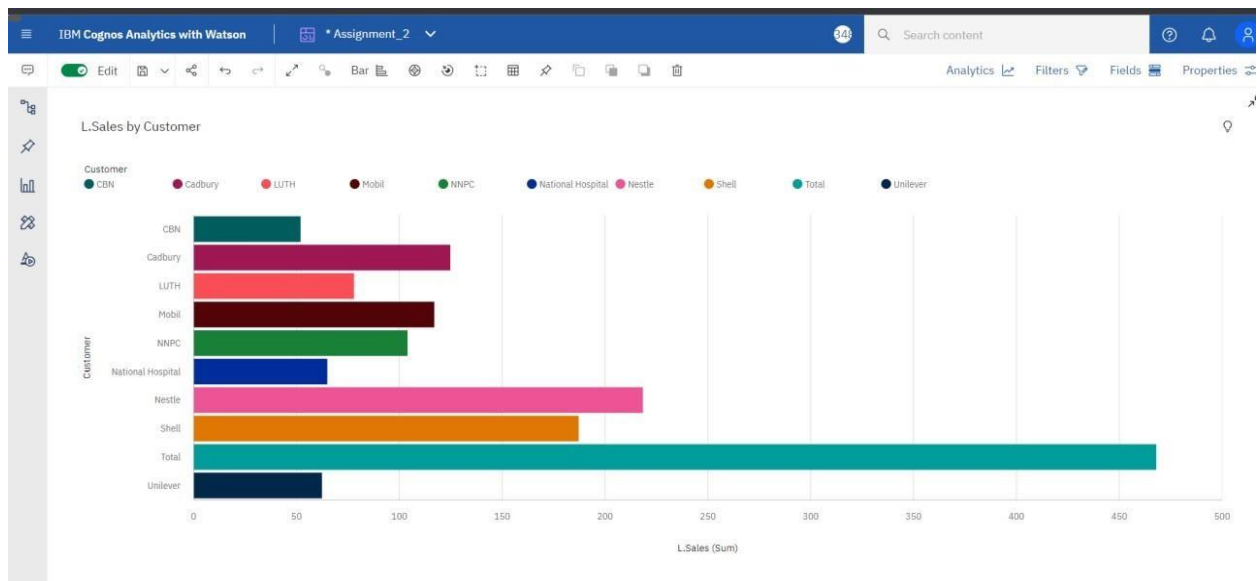 IBM Cognos Analytics with Watson * Assignment_2 Search content
Edit Bar Analytics Filters Fields Properties
L.Sales by Customer
Customer
CBN Cadbury LUTH Mobil NNPC National Hospital Nestle Shell Total Unilever
CBN
Cadbury
LUTH
Mobil
NNPC
National Hospital
Nestle
Shell
Total
Unilever
Customer
0 50 100 150 200 250 300 350 400 450 500
L.Sales (Sum)